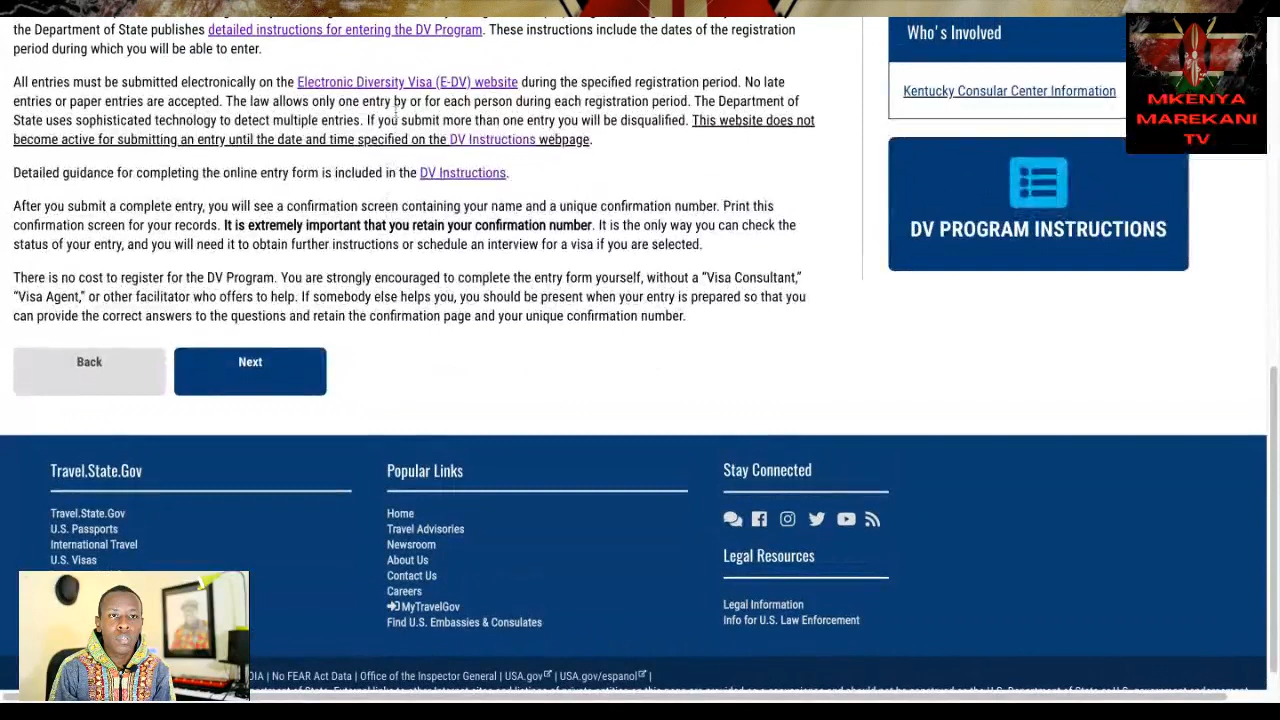 the Department of State publishes detailed instructions for entering the DV Program. These instructions include the dates of the registration
period during which you will be able to enter.
All entries must be submitted electronically on the Electronic Diversity Visa (E-DV) website during the specified registration period. No late
entries or paper entries are accepted. The law allows only one entry by or for each person during each registration period. The Department of
State uses sophisticated technology to detect multiple entries. If you submit more than one entry you will be disqualified. This website does not
become active for submitting an entry until the date and time specified on the DV Instructions webpage.
Detailed guidance for completing the online entry form is included in the DV Instructions.
After you submit a complete entry, you will see a confirmation screen containing your name and a unique confirmation number. Print this
confirmation screen for your records. It is extremely important that you retain your confirmation number. It is the only way you can check the
status of your entry, and you will need it to obtain further instructions or schedule an interview for a visa if you are selected.
There is no cost to register for the DV Program. You are strongly encouraged to complete the entry form yourself, without a “Visa Consultant,”
“Visa Agent,” or other facilitator who offers to help. If somebody else helps you, you should be present when your entry is prepared so that you
can provide the correct answers to the questions and retain the confirmation page and your unique confirmation number.
Back
Next
Who's Involved
Kentucky Consular Center Information
MKENYA
MAREKANI
TV
DV PROGRAM INSTRUCTIONS
Travel.State.Gov
Travel.State.Gov
U.S. Passports
International Travel
U.S. Visas
Popular Links
Home
Travel Advisories
Newsroom
About Us
Contact Us
Careers
MyTravelGov
Find U.S. Embassies & Consulates
Stay Connected
Legal Resources
Legal Information
Info for U.S. Law Enforcement
| No FEAR Act Data | Office of the Inspector General | USA.gov | USA.gov/espanol |